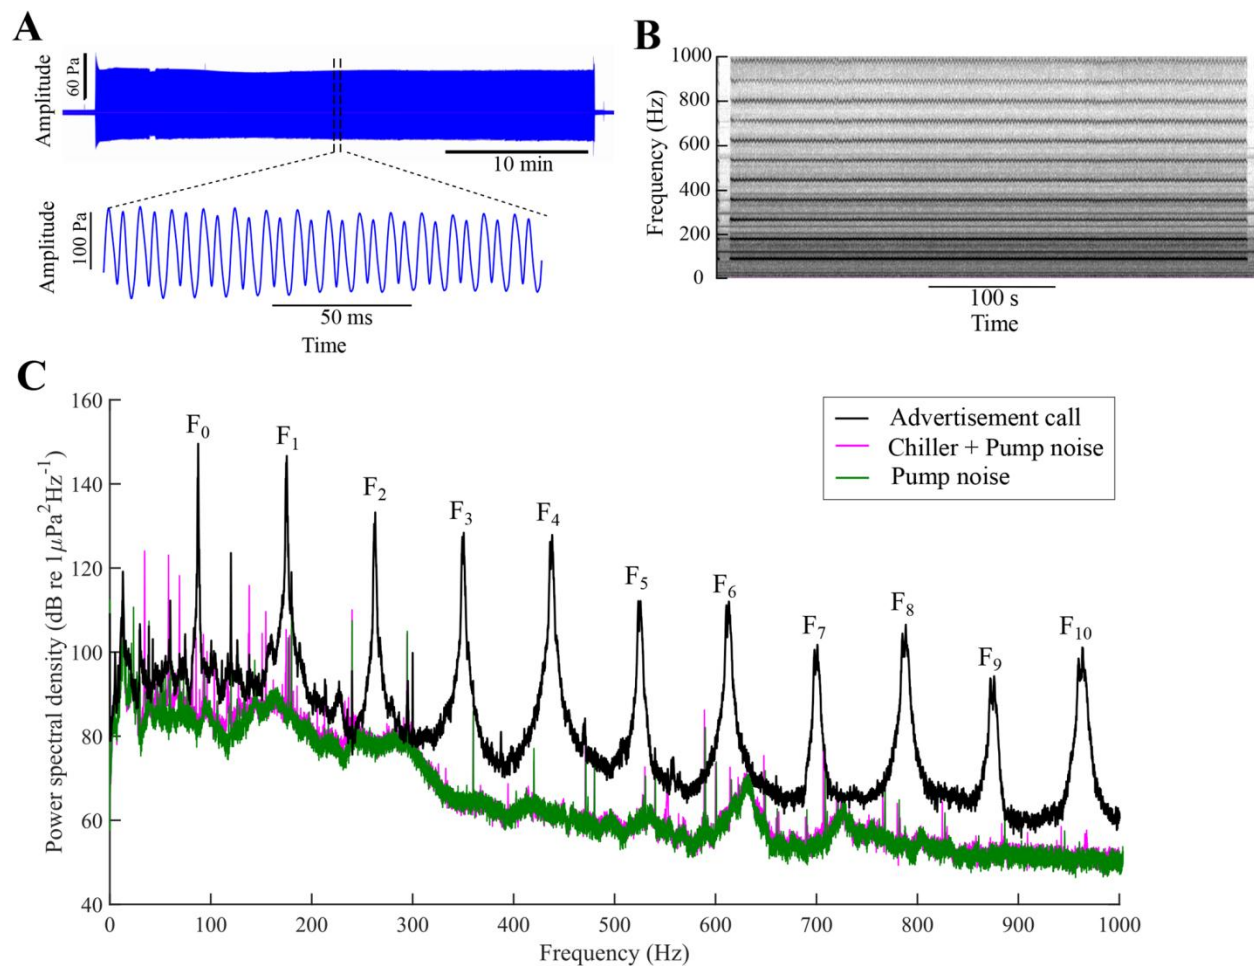 A
Amplitude
60 Pa
10 min
Amplitude
100 Pa
50 ms
Time
B
Frequency (Hz)
1000
800
600
400
200
0
100 s
Time
C
Power spectral density (dB re 1μPa²Hz⁻¹)
160
140
120
100
80
60
40
F₀
F₁
F₂
F₃
F₄
F₅
F₆
F₇
F₈
F₉
F₁₀
Advertisement call
Chiller + Pump noise
Pump noise
0 100 200 300 400 500 600 700 800 900 1000
Frequency (Hz)